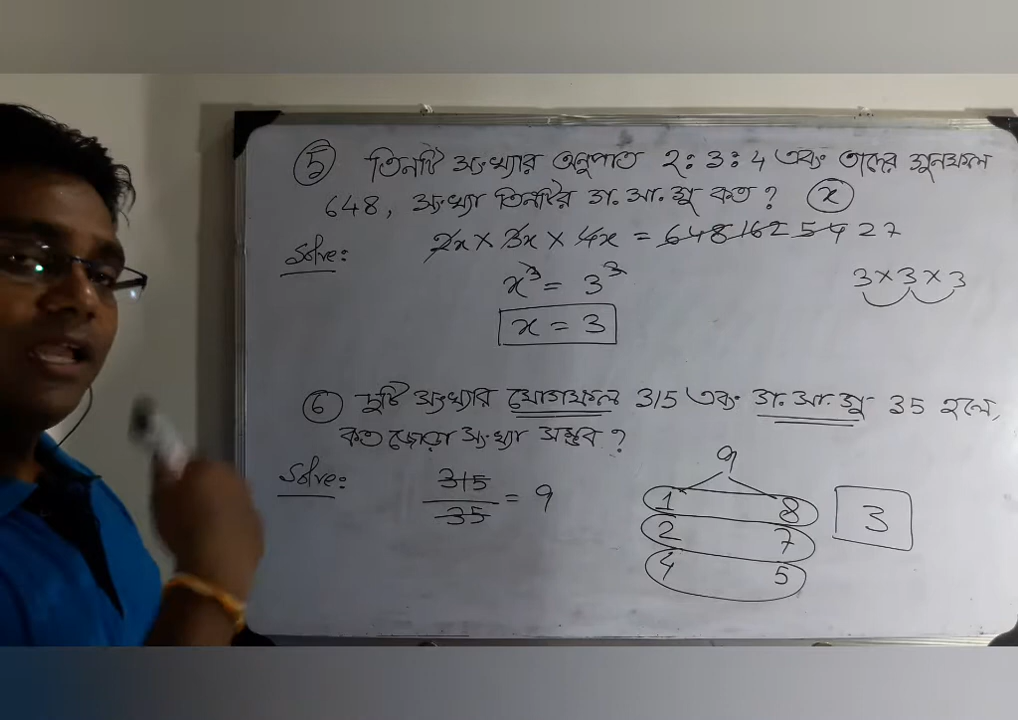 ⑤ তিনটি সংখ্যার অনুপাত 2:3:4 এবং তাদের গুনফল
648, সংখ্যা তিনটির গ.সা.গু কত? ⓧ
Solve:
2x × 3x × 4x = 648 162 54 27
x³ = 3³
3×3×3
x = 3
⑥ দুটি সংখ্যার যোগফল 315 এবং গ.সা.গু 35 হলে,
কত জোড়া সংখ্যা সম্ভব?
Solve:
315/35 = 9
9
1 8
2 7
4 5
3